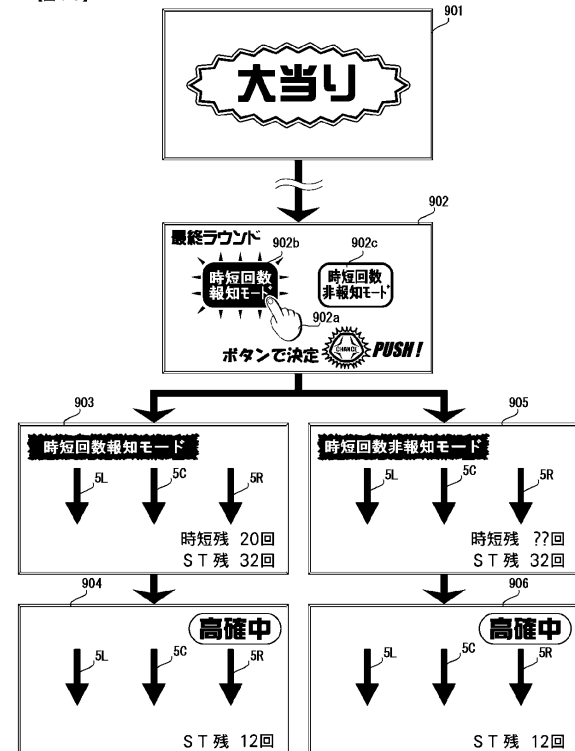 901
大当り
902
最終ラウンド
902b
902c
時短回数
報知モード
時短回数
非報知モード
902a
ボタンで決定
CHANCE
PUSH!
903
時短回数報知モード
5L
5C
5R
時短残 20回
ST残 32回
905
時短回数非報知モード
5L
5C
5R
時短残 ??回
ST残 32回
904
高確中
5L
5C
5R
ST残 12回
906
高確中
5L
5C
5R
ST残 12回